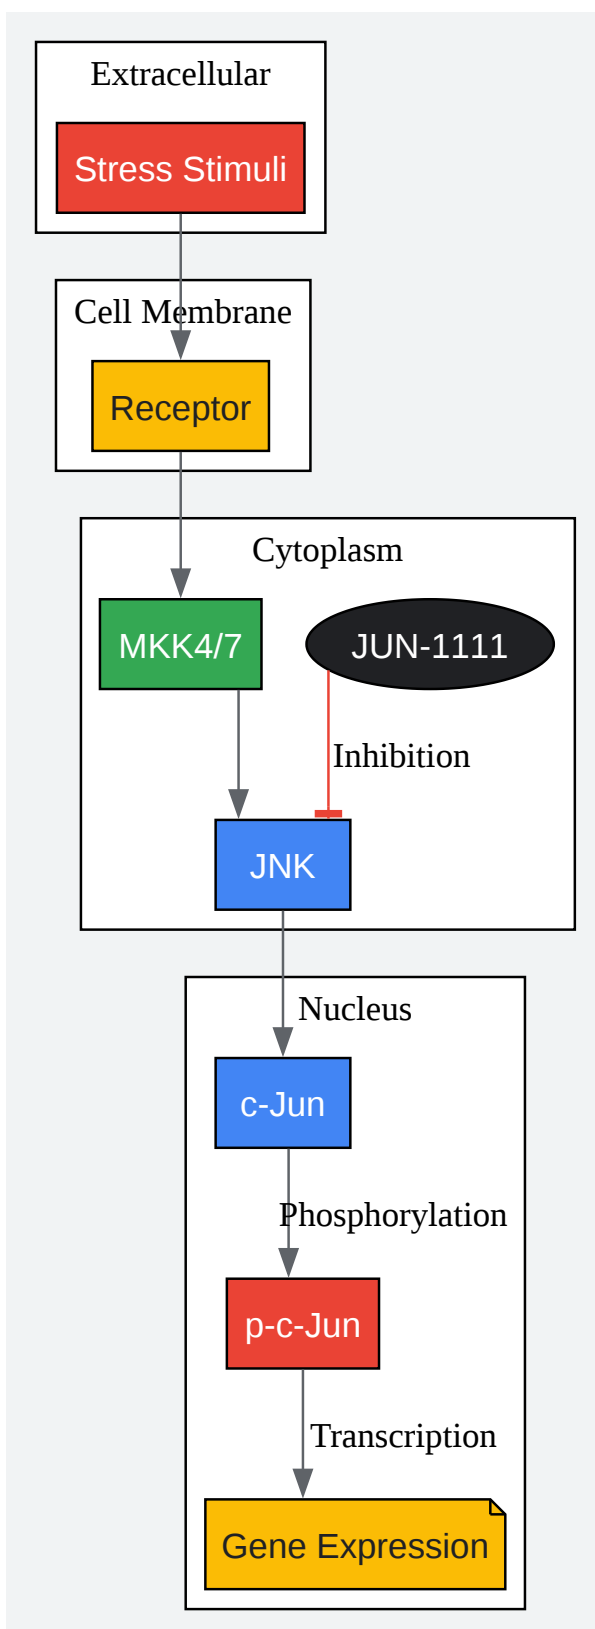 Extracellular
Stress Stimuli
Cell Membrane
Receptor
Cytoplasm
MKK4/7
JUN-1111
Inhibition
JNK
Nucleus
c-Jun
Phosphorylation
p-c-Jun
Transcription
Gene Expression